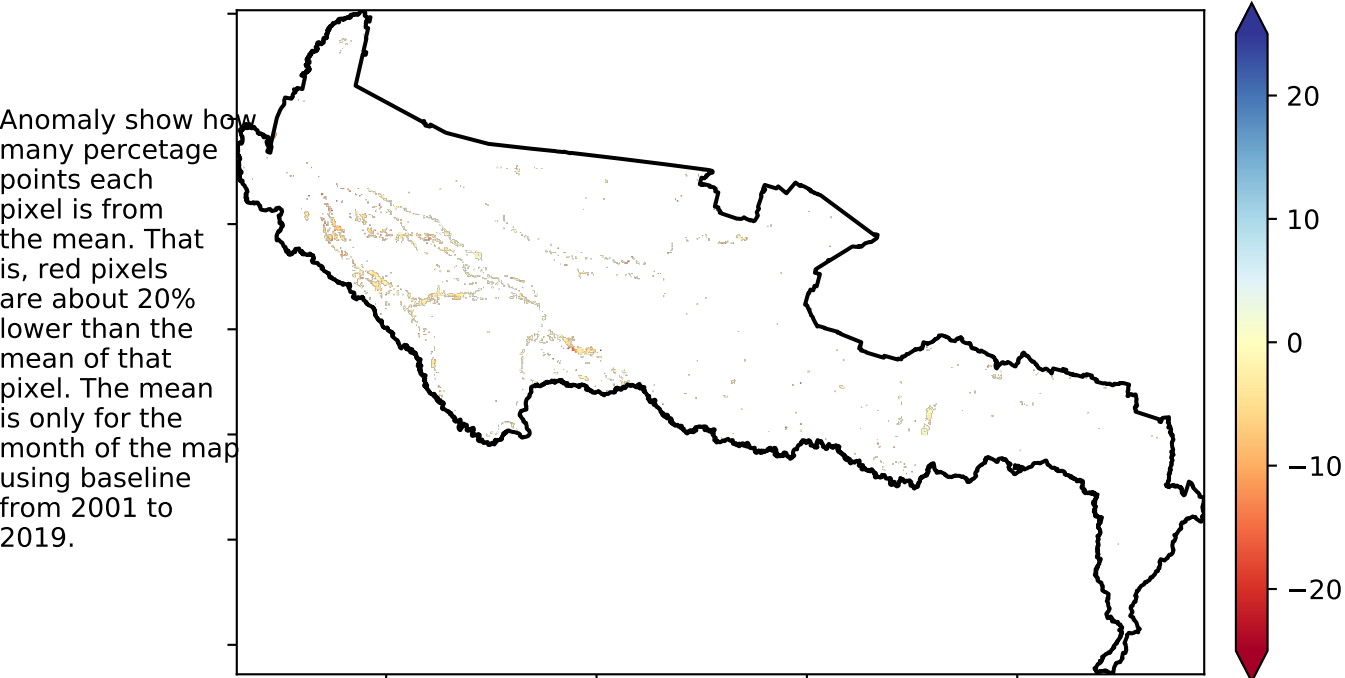 Anomaly show how
many percetage
points each
pixel is from
the mean. That
is, red pixels
are about 20%
lower than the
mean of that
pixel. The mean
is only for the
month of the map
using baseline
from 2001 to
2019.
20
10
0
−10
−20